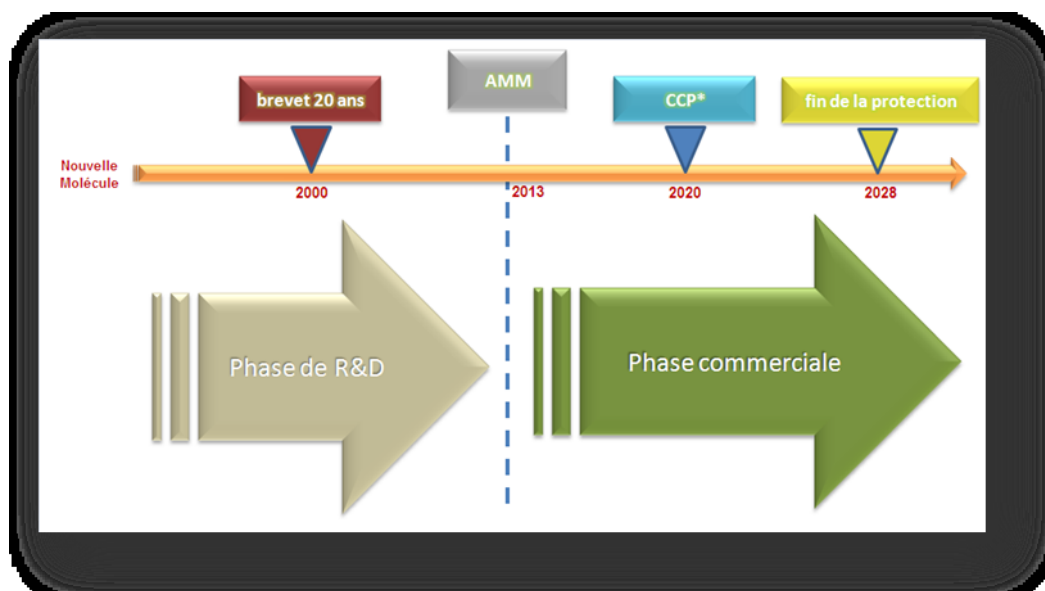 brevet 20 ans
AMM
CCP*
fin de la protection
Nouvelle
Molécule
2000
2013
2020
2028
Phase de R&D
Phase commerciale